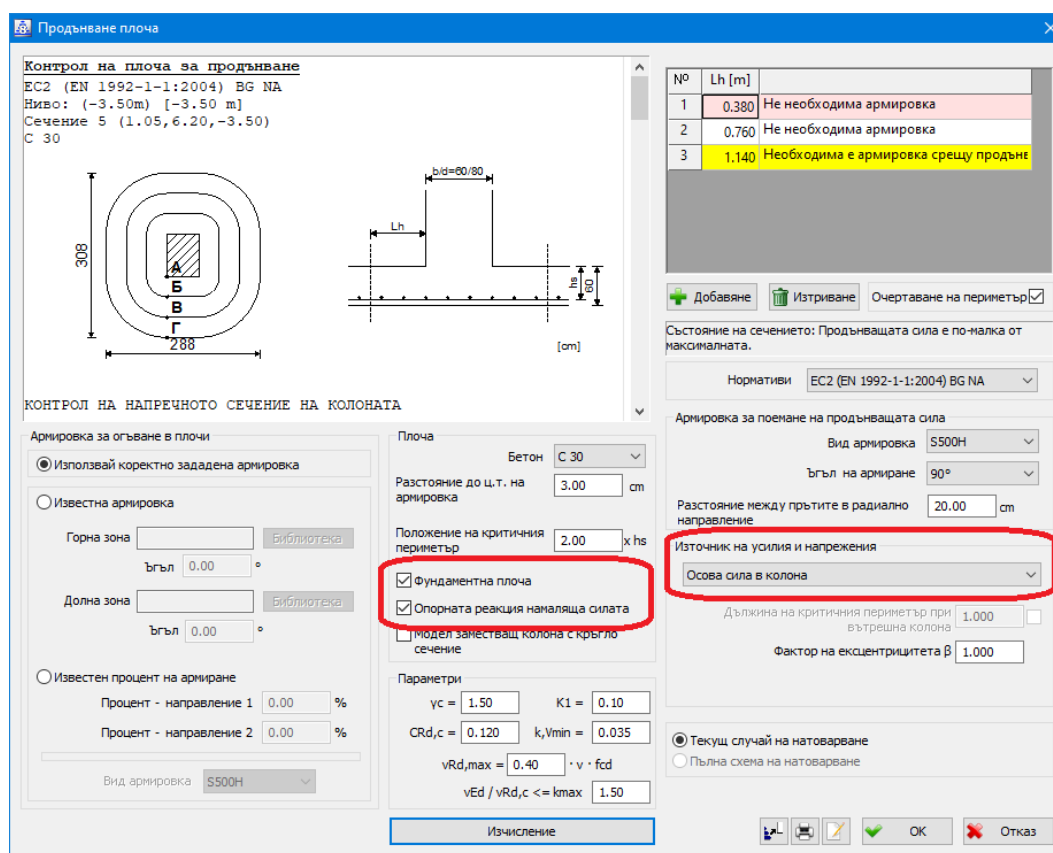 Продънване плоча
Контрол на плоча за продънване
EC2 (EN 1992-1-1:2004) BG NA
Ниво: (-3.50m) [-3.50 m]
Сечение 5 (1.05,6.20,-3.50)
C 30
b/d=60/80
Lh
308
А
Б
В
Г
288
hs
60
[cm]
КОНТРОЛ НА НАПРЕЧНОТО СЕЧЕНИЕ НА КОЛОНАТА
№ Lh [m]
1 0.380 Не необходима армировка
2 0.760 Не необходима армировка
3 1.140 Необходима е армировка срещу продънв
Добавяне Изтриване Очертаване на периметър
Състояние на сечението: Продънващата сила е по-малка от
максималната.
Нормативи EC2 (EN 1992-1-1:2004) BG NA
Армировка за поемане на продънващата сила
Вид армировка S500H
Ъгъл на армиране 90°
Разстояние между прътите в радиално
направление 20.00 cm
Източник на усилия и напрежения
Осова сила в колона
Дължина на критичния периметър при
вътрешна колона 1.000
Фактор на ексцентрицитета β 1.000
Текущ случай на натоварване
Пълна схема на натоварване
Армировка за огъване в плочи
Използвай коректно зададена армировка
Известна армировка
Горна зона Библиотека
Ъгъл 0.00 °
Долна зона Библиотека
Ъгъл 0.00 °
Известен процент на армиране
Процент - направление 1 0.00 %
Процент - направление 2 0.00 %
Вид армировка S500H
Плоча
Бетон C 30
Разстояние до ц.т. на
армировка 3.00 cm
Положение на критичния
периметър 2.00 x hs
Фундаментна плоча
Опорната реакция намаляща силата
Модел заместващ колона с кръгло
сечение
Параметри
γc = 1.50 K1 = 0.10
CRd,c = 0.120 k,Vmin = 0.035
vRd,max = 0.40 · ν · fcd
vEd / vRd,c <= kmax 1.50
Изчисление
OK Отказ